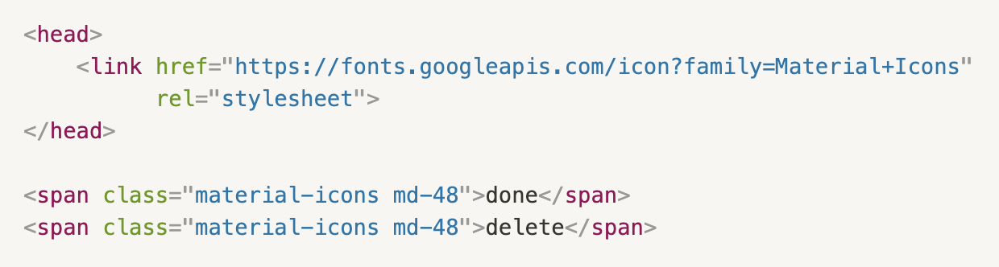 <head>
    <link href="https://fonts.googleapis.com/icon?family=Material+Icons"
          rel="stylesheet">
</head>

<span class="material-icons md-48">done</span>
<span class="material-icons md-48">delete</span>